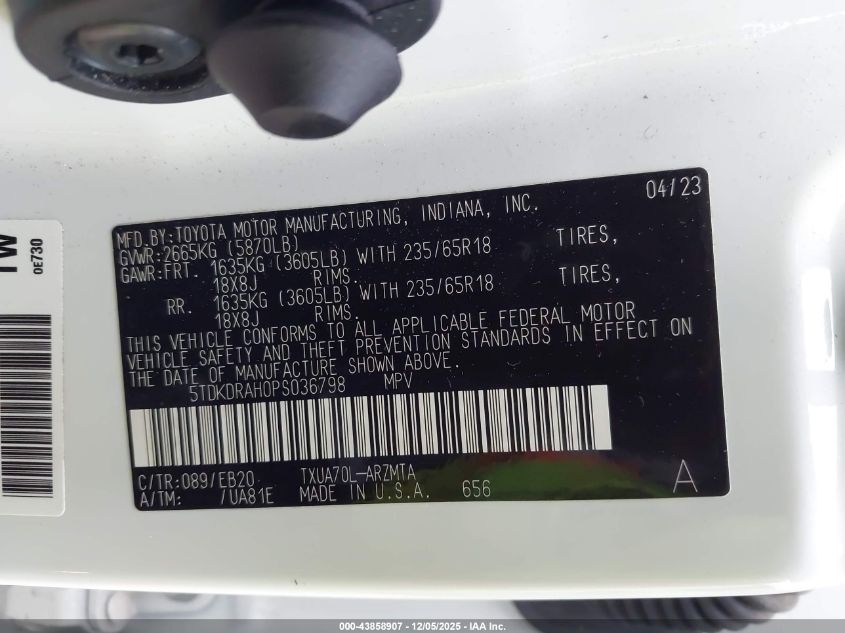 04/23
MFD.BY:TOYOTA MOTOR MANUFACTURING, INDIANA, INC.
GVWR:2665KG (5870LB)
GAWR:FRT. 1635KG (3605LB) WITH 235/65R18 TIRES,
18X8J RIMS.
RR. 1635KG (3605LB) WITH 235/65R18 TIRES,
18X8J RIMS.
THIS VEHICLE CONFORMS TO ALL APPLICABLE FEDERAL MOTOR
VEHICLE SAFETY AND THEFT PREVENTION STANDARDS IN EFFECT ON
THE DATE OF MANUFACTURE SHOWN ABOVE.
5TDKDRAH0PS036798 MPV
C/TR:089/EB20 TXUA70L-ARZMTA
A/TM: /UA81E MADE IN U.S.A. 656 A
0E730
000-43858907 - 12/05/2025 - IAA Inc.